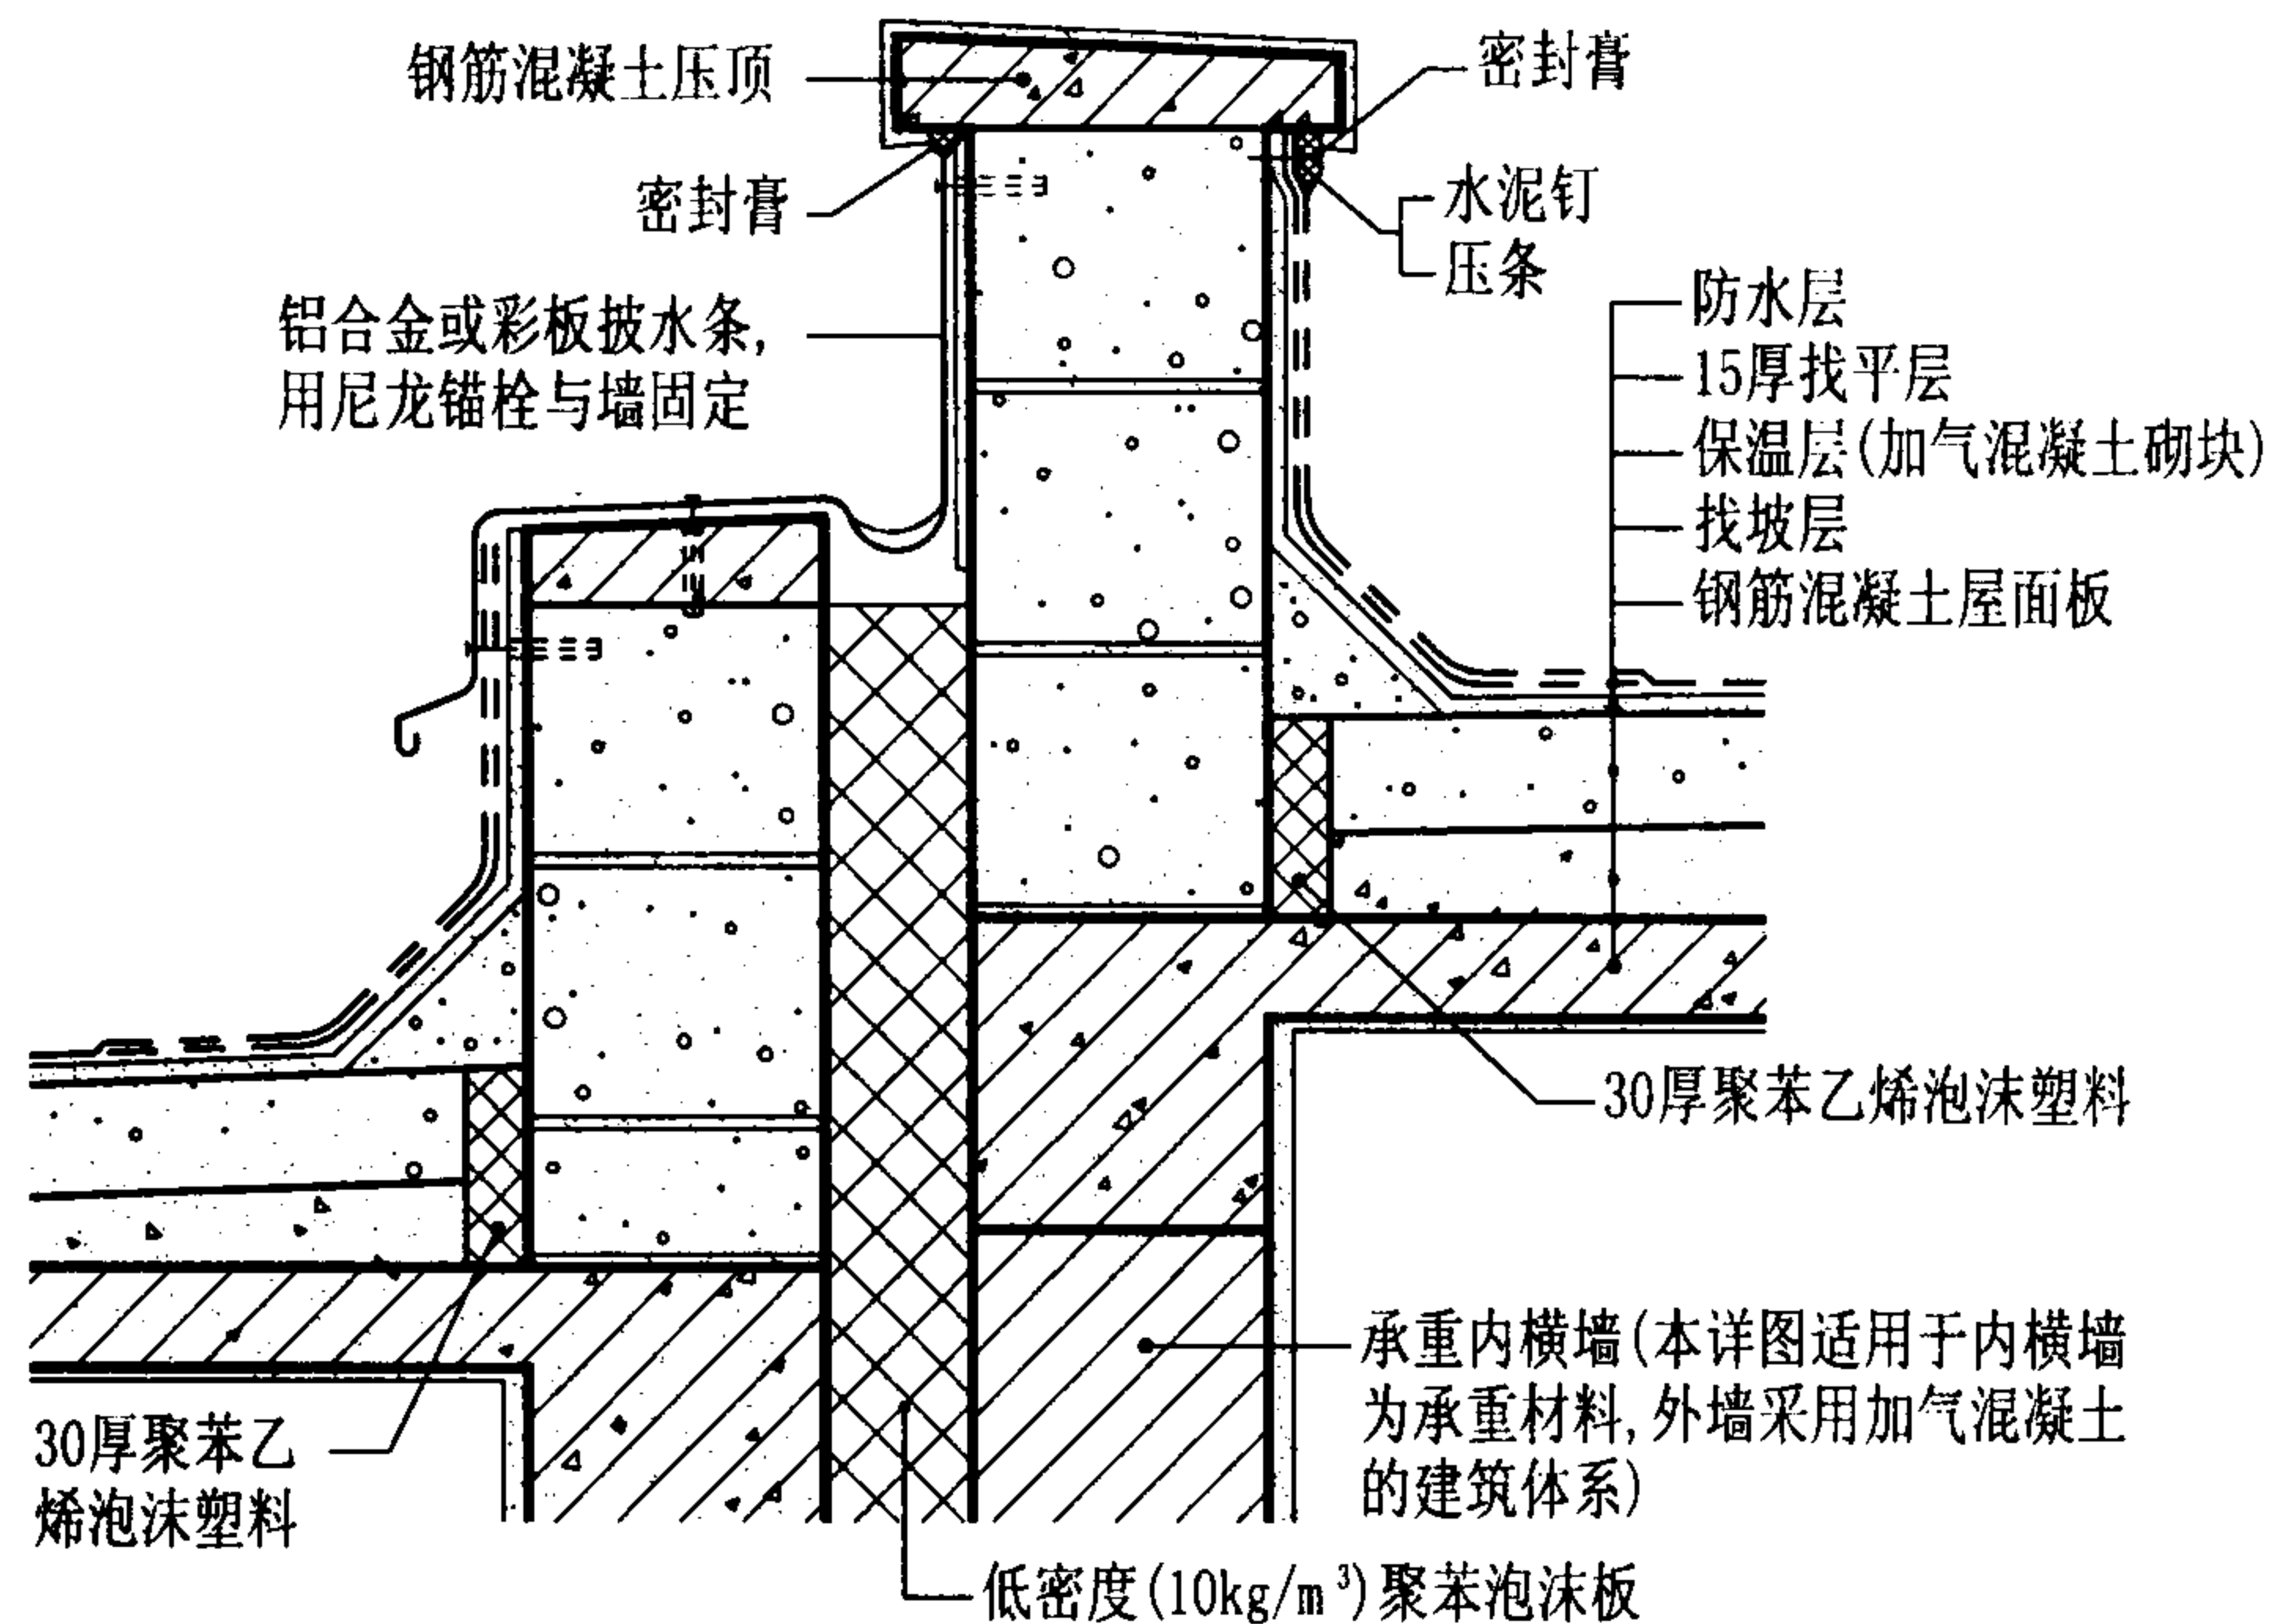 钢筋混凝土压顶
密封膏
密封膏
水泥钉
压条
铝合金或彩板披水条,
用尼龙锚栓与墙固定
防水层
15厚找平层
保温层(加气混凝土砌块)
找坡层
钢筋混凝土屋面板
30厚聚苯乙烯泡沫塑料
承重内横墙(本详图适用于内横墙
为承重材料,外墙采用加气混凝土
的建筑体系)
30厚聚苯乙
烯泡沫塑料
低密度(10kg/m³)聚苯泡沫板